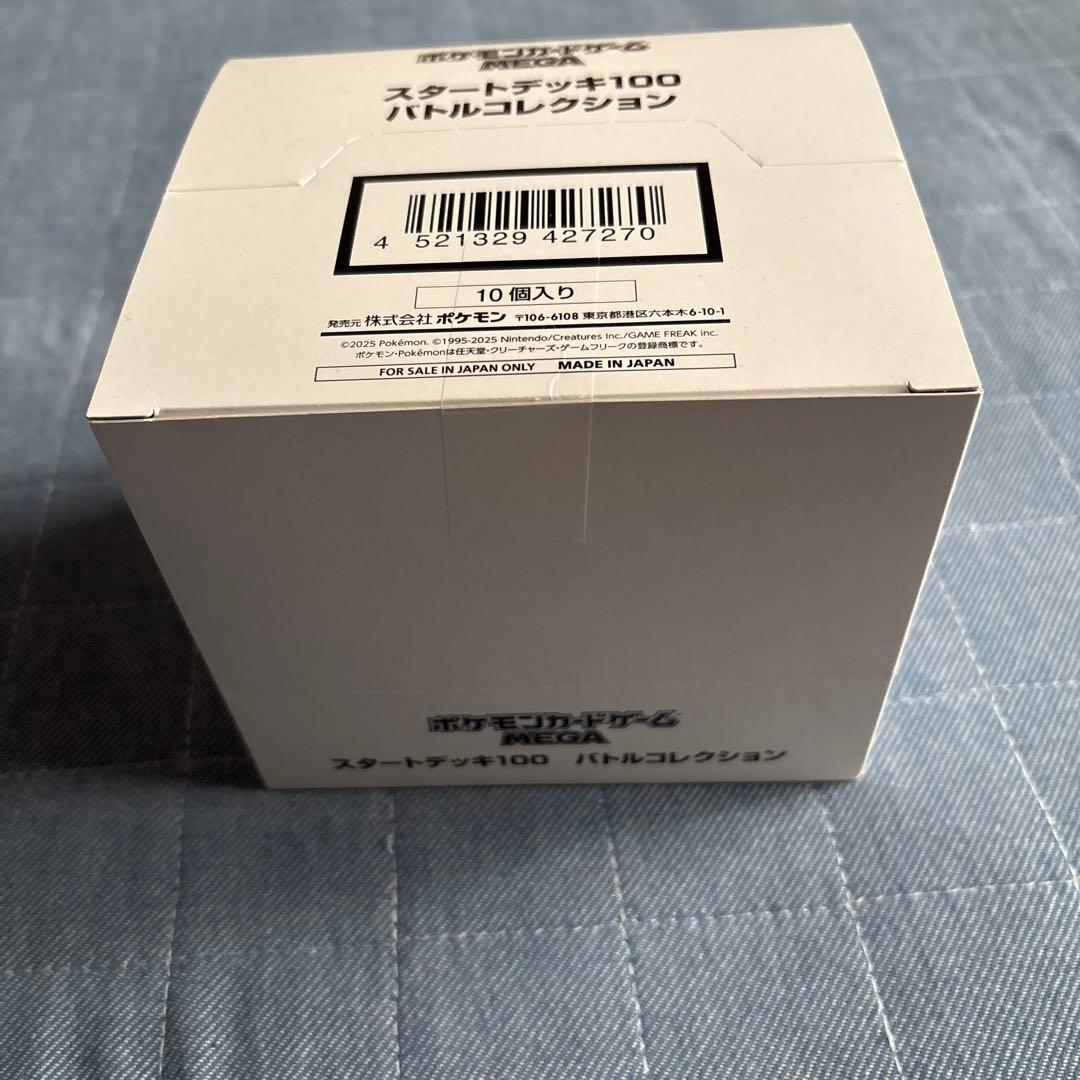 ポケモンカードゲーム
MEGA
スタートデッキ100
バトルコレクション
4 521329 427270
10個入り
発売元 株式会社ポケモン 〒106-6108 東京都港区六本木6-10-1
©2025 Pokémon. ©1995-2025 Nintendo/Creatures Inc./GAME FREAK inc.
ポケモン・Pokémonは任天堂・クリーチャーズ・ゲームフリークの登録商標です。
FOR SALE IN JAPAN ONLY MADE IN JAPAN
ポケモンカードゲーム
MEGA
スタートデッキ100 バトルコレクション